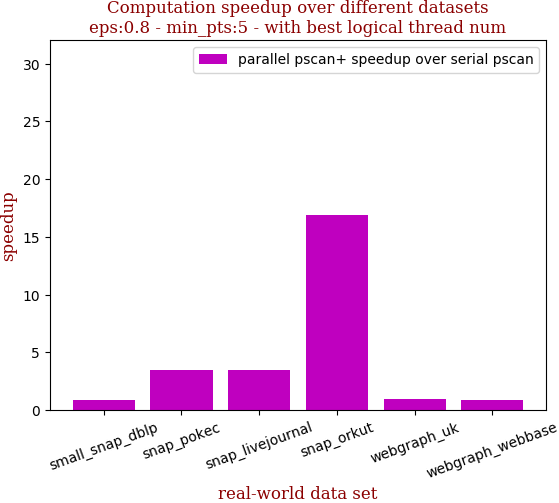 Computation speedup over different datasets
eps:0.8 - min_pts:5 - with best logical thread num
parallel pscan+ speedup over serial pscan
speedup
30
25
20
15
10
5
0
small_snap_dblp
snap_pokec
snap_livejournal
snap_orkut
webgraph_uk
webgraph_webbase
real-world data set